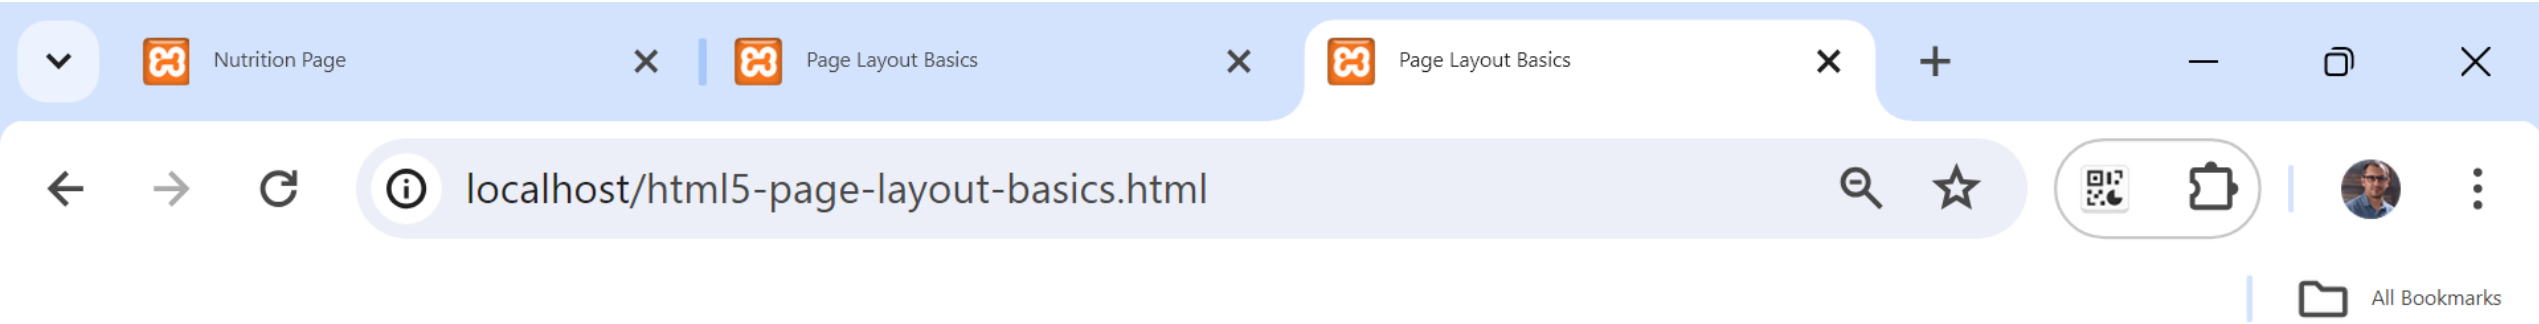 Nutrition Page
Page Layout Basics
Page Layout Basics
localhost/html5-page-layout-basics.html
All Bookmarks